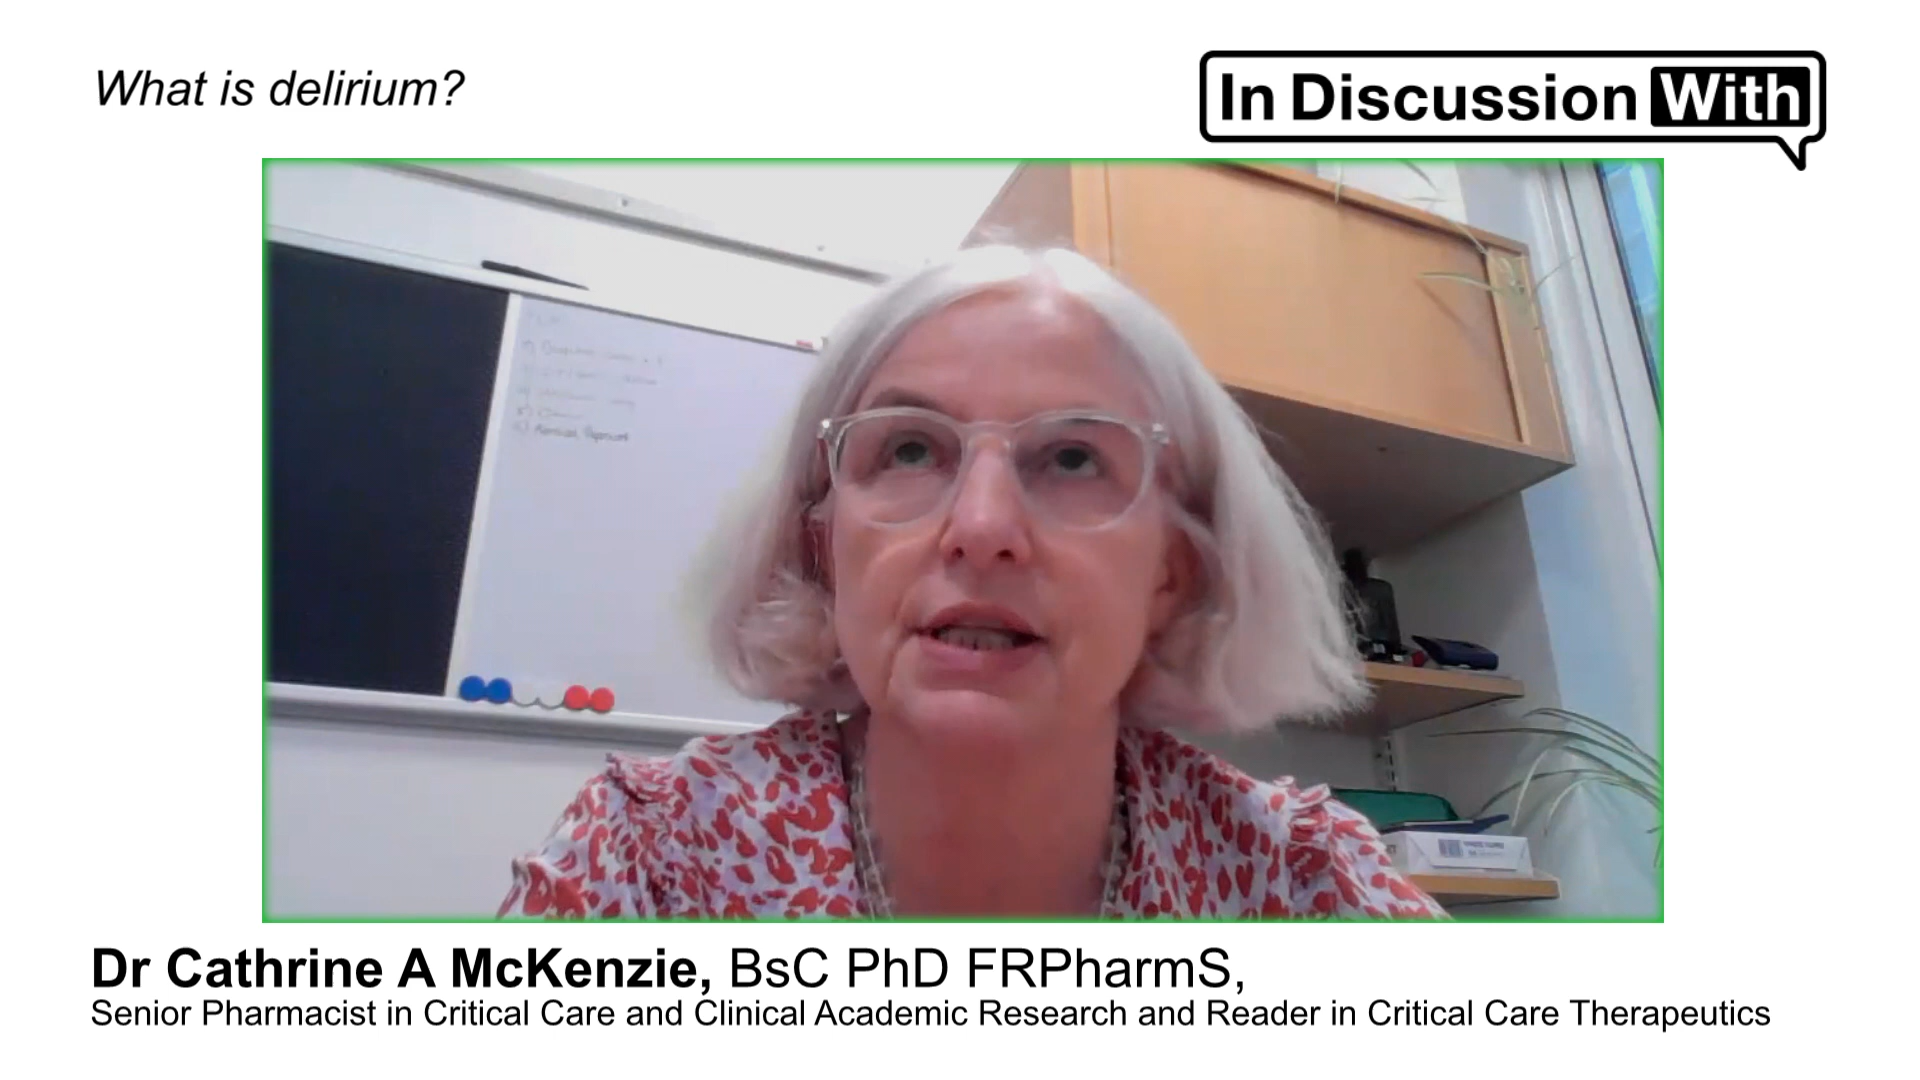 What is delirium?
In Discussion With
Dr Cathrine A McKenzie, BsC PhD FRPharmS,
Senior Pharmacist in Critical Care and Clinical Academic Research and Reader in Critical Care Therapeutics